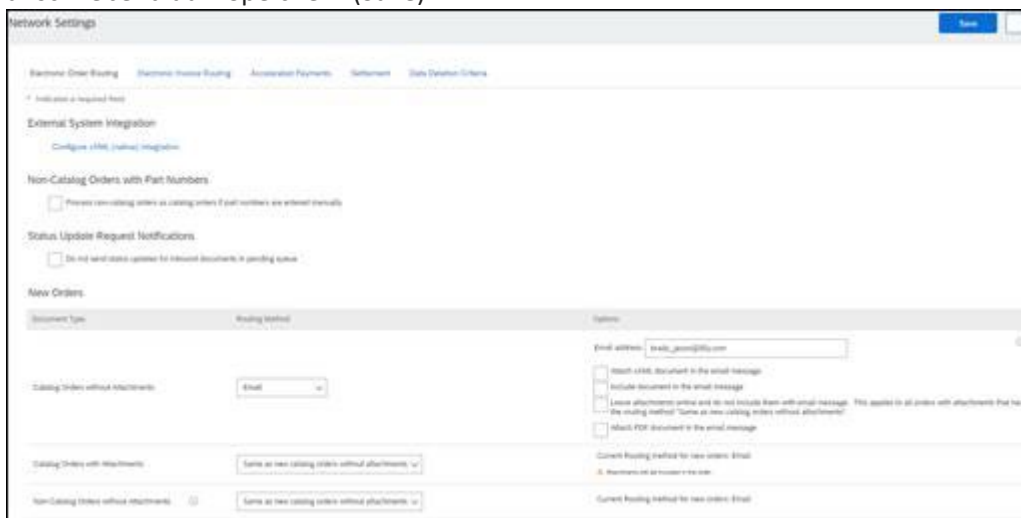 Network Settings
Save
Electronic Order Routing
Electronic Invoice Routing
Accelerated Payments
Settlement
Data Deletion Criteria
* Indicates a required field
External System Integration
Configure cXML (native) integration
Non-Catalog Orders with Part Numbers
Process non-catalog orders as catalog orders if part numbers are entered manually
Status Update Request Notifications
Do not send status updates for inbound documents in pending queue
New Orders
Document Type
Routing Method
Options
Catalog Orders without Attachments
Email
Email address:
Attach cXML document in the email message
Include document in the email message
Leave attachments online and do not include them with email message. This applies to all orders with attachments that
the routing method "Same as new catalog orders without attachments".
Attach PDF document in the email message
Catalog Orders with Attachments
Same as new catalog orders without attachments
Current Routing method for new orders: Email
Attachments will be included in the order
Non-Catalog Orders without Attachments
Same as new catalog orders without attachments
Current Routing method for new orders: Email